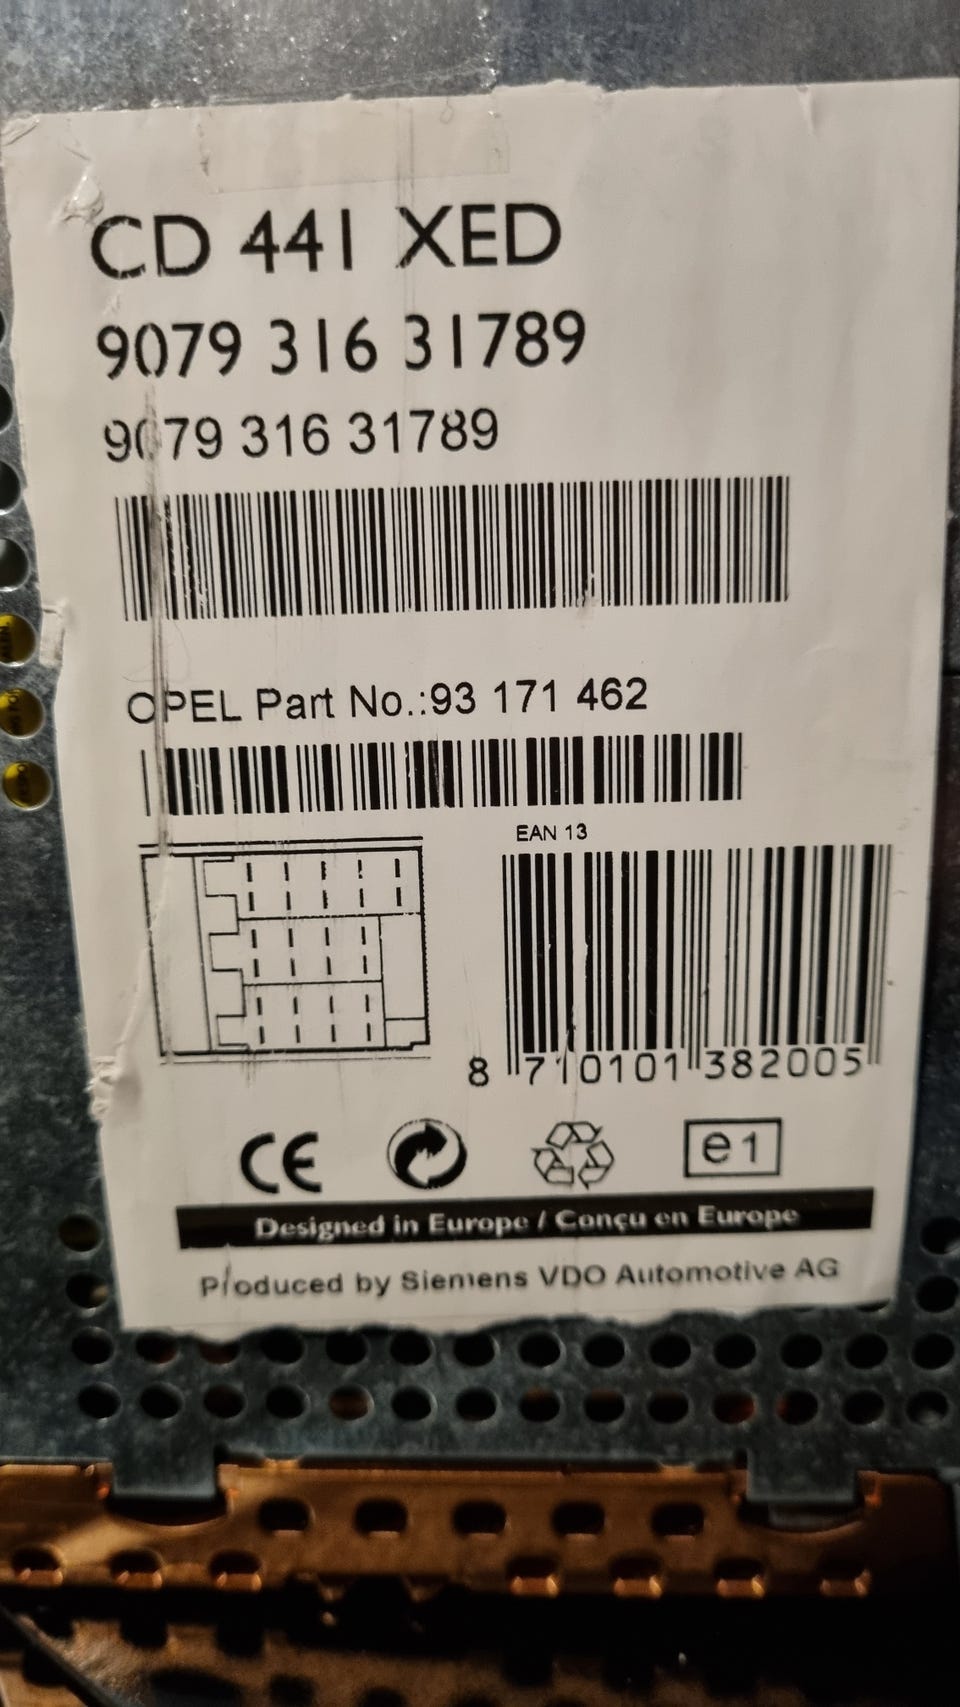 CD 441 XED
9079 316 31789
9079 316 31789
OPEL Part No.:93 171 462
EAN 13
8 710101 382005
CE
e1
Designed in Europe / Conçu en Europe
Produced by Siemens VDO Automotive AG